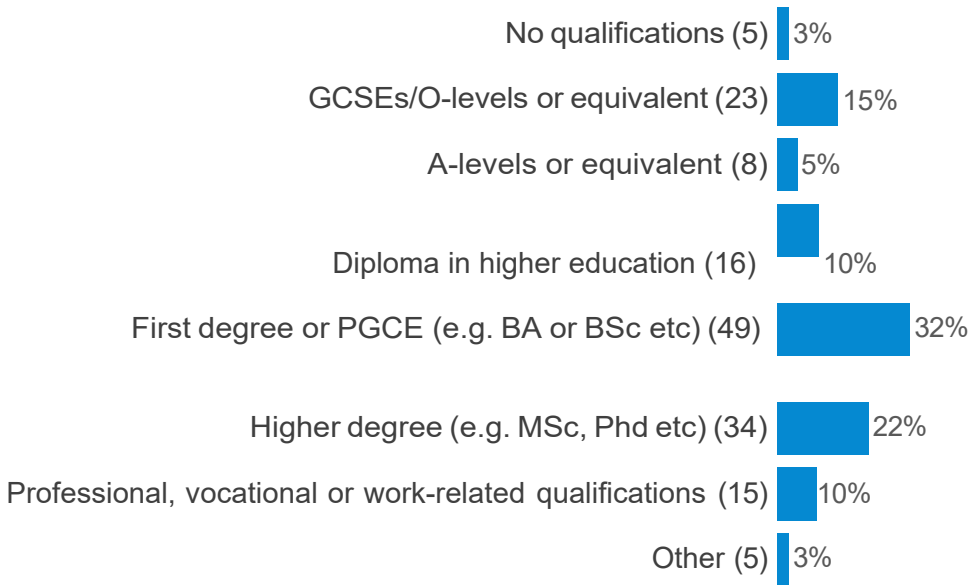 No qualifications (5) 3%
GCSEs/O-levels or equivalent (23) 15%
A-levels or equivalent (8) 5%
Diploma in higher education (16) 10%
First degree or PGCE (e.g. BA or BSc etc) (49) 32%
Higher degree (e.g. MSc, Phd etc) (34) 22%
Professional, vocational or work-related qualifications (15) 10%
Other (5) 3%